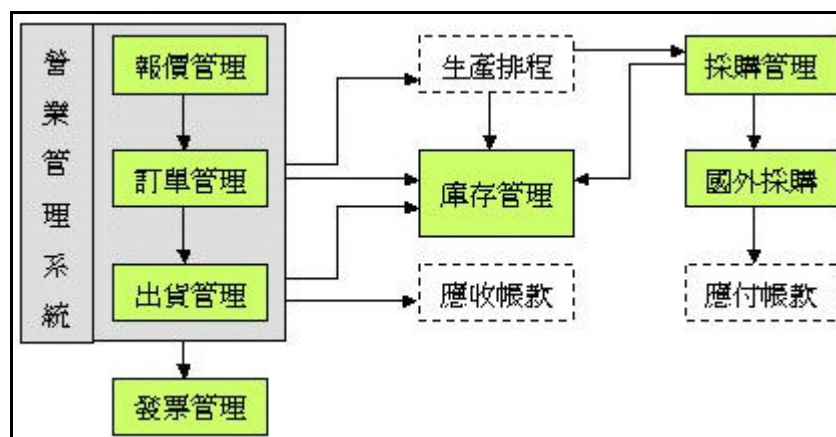 營業管理系統
報價管理
訂單管理
出貨管理
發票管理
生產排程
庫存管理
應收帳款
採購管理
國外採購
應付帳款